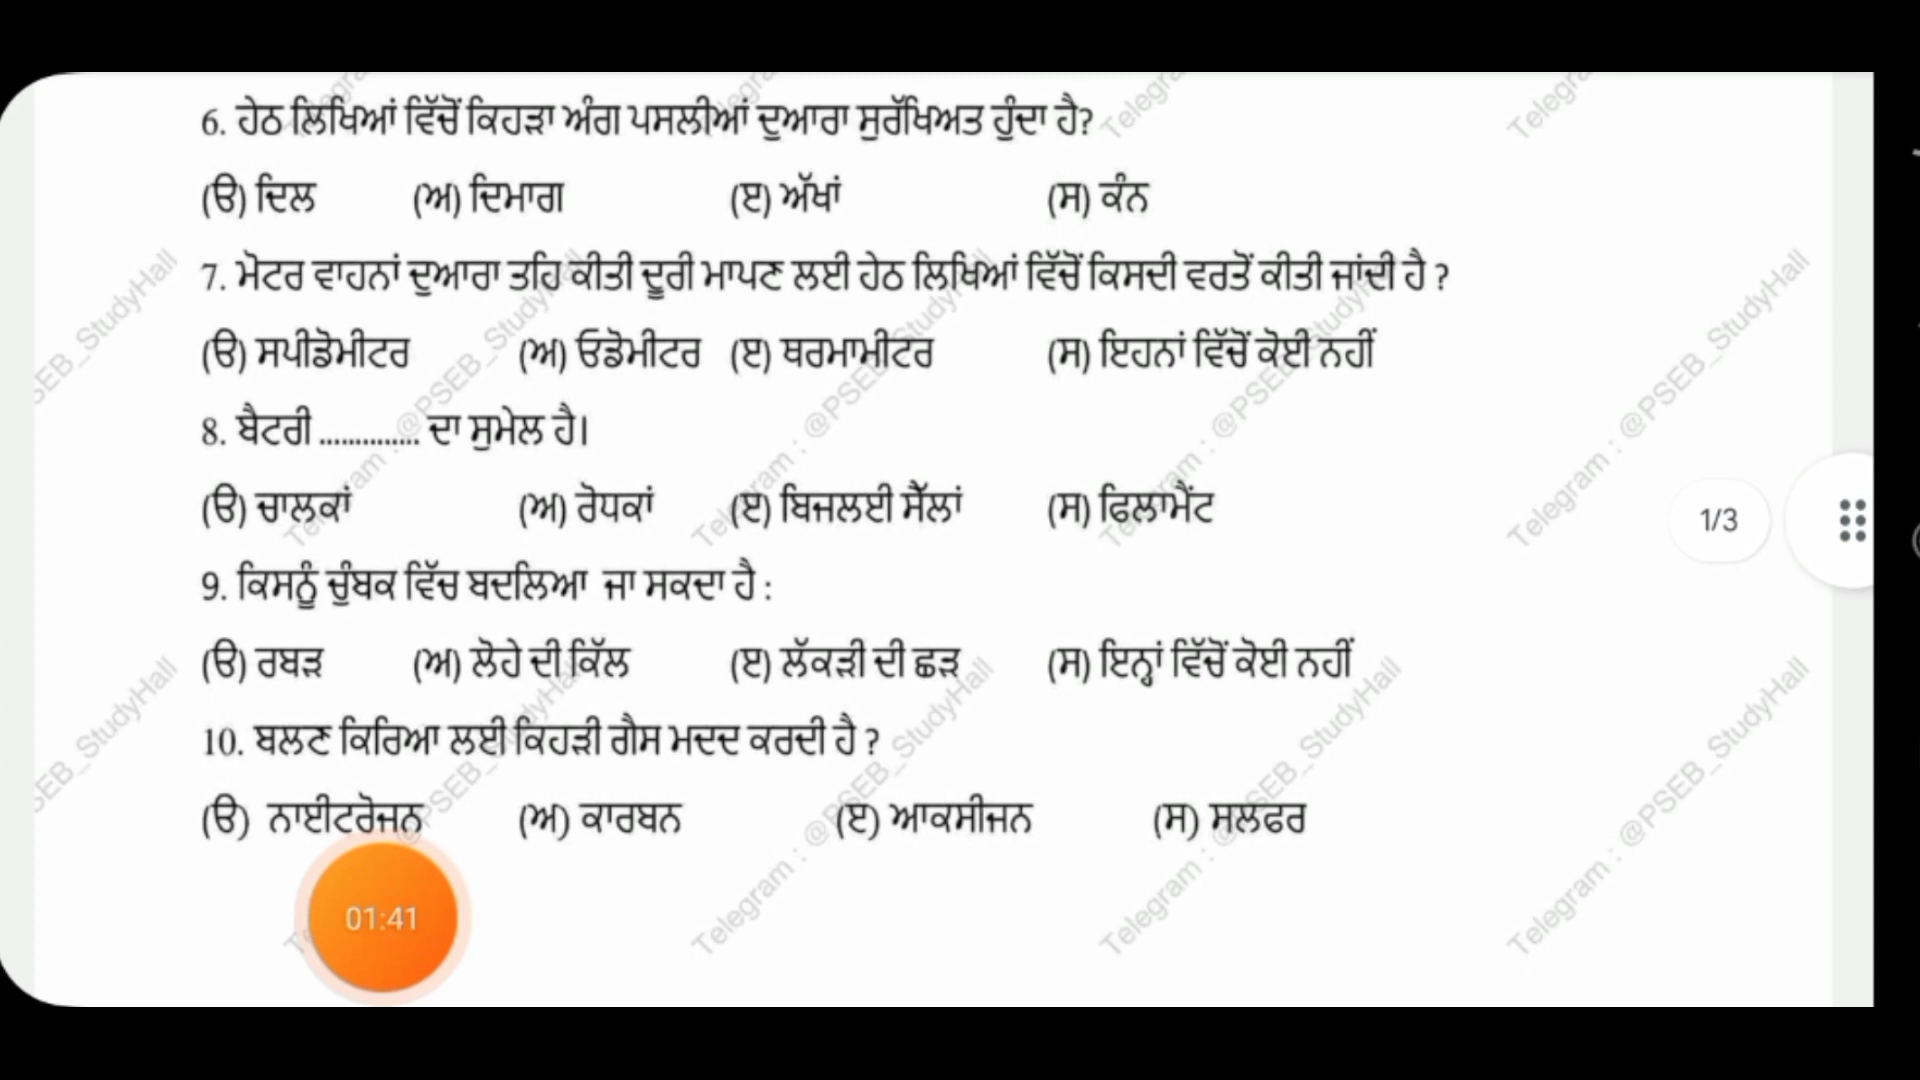 6. ਹੇਠ ਲਿਖਿਆਂ ਵਿੱਚੋਂ ਕਿਹੜਾ ਅੰਗ ਪਸਲੀਆਂ ਦੁਆਰਾ ਸੁਰੱਖਿਅਤ ਹੁੰਦਾ ਹੈ?
(ੳ) ਦਿਲ (ਅ) ਦਿਮਾਗ (ੲ) ਅੱਖਾਂ (ਸ) ਕੰਨ
7. ਮੋਟਰ ਵਾਹਨਾਂ ਦੁਆਰਾ ਤਹਿ ਕੀਤੀ ਦੂਰੀ ਮਾਪਣ ਲਈ ਹੇਠ ਲਿਖਿਆਂ ਵਿੱਚੋਂ ਕਿਸਦੀ ਵਰਤੋਂ ਕੀਤੀ ਜਾਂਦੀ ਹੈ ?
(ੳ) ਸਪੀਡੋਮੀਟਰ (ਅ) ਓਡੋਮੀਟਰ (ੲ) ਥਰਮਾਮੀਟਰ (ਸ) ਇਹਨਾਂ ਵਿੱਚੋਂ ਕੋਈ ਨਹੀਂ
8. ਬੈਟਰੀ .............. ਦਾ ਸੁਮੇਲ ਹੈ।
(ੳ) ਚਾਲਕਾਂ (ਅ) ਰੋਧਕਾਂ (ੲ) ਬਿਜਲਈ ਸੈੱਲਾਂ (ਸ) ਫਿਲਾਮੈਂਟ
1/3
9. ਕਿਸਨੂੰ ਚੁੰਬਕ ਵਿੱਚ ਬਦਲਿਆ ਜਾ ਸਕਦਾ ਹੈ :
(ੳ) ਰਬੜ (ਅ) ਲੋਹੇ ਦੀ ਕਿੱਲ (ੲ) ਲੱਕੜੀ ਦੀ ਛੜ (ਸ) ਇਨ੍ਹਾਂ ਵਿੱਚੋਂ ਕੋਈ ਨਹੀਂ
10. ਬਲਣ ਕਿਰਿਆ ਲਈ ਕਿਹੜੀ ਗੈਸ ਮਦਦ ਕਰਦੀ ਹੈ ?
(ੳ) ਨਾਈਟਰੋਜਨ (ਅ) ਕਾਰਬਨ (ੲ) ਆਕਸੀਜਨ (ਸ) ਸਲਫਰ
01:41
Telegram : @PSEB_StudyHall